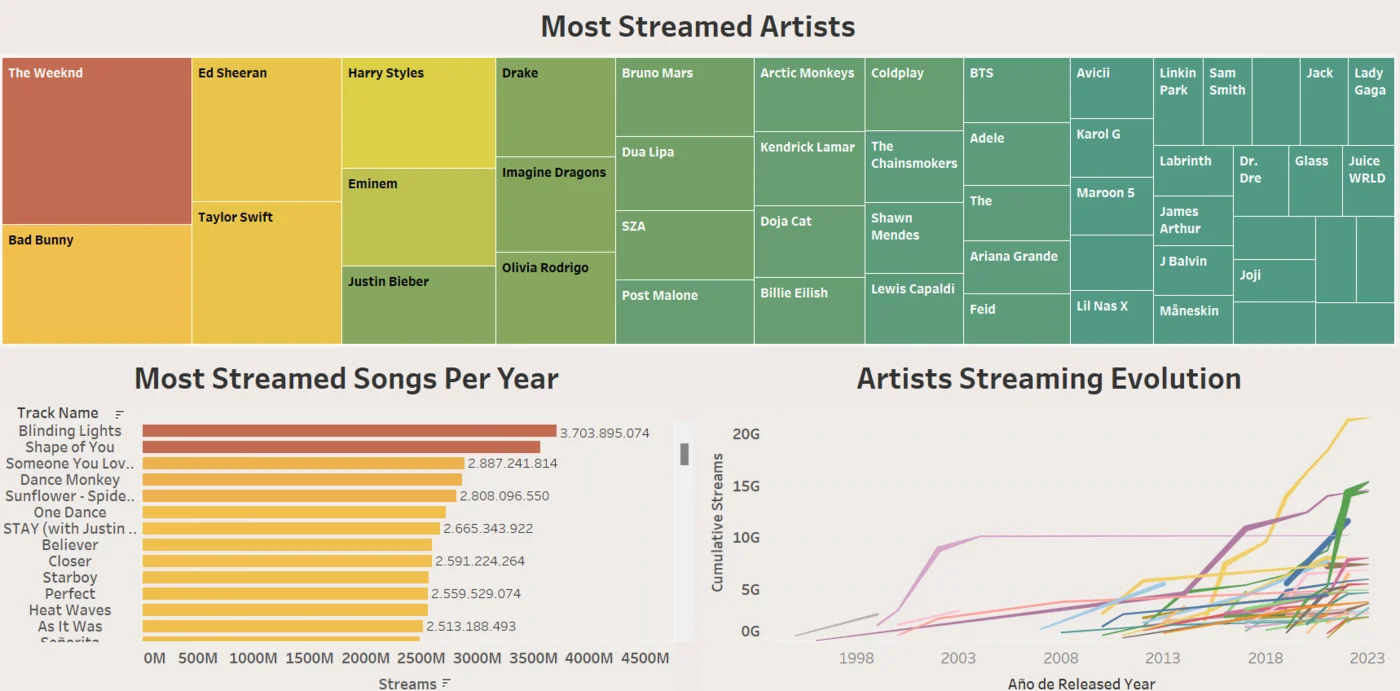 Most Streamed Artists
The Weeknd
Bad Bunny
Ed Sheeran
Taylor Swift
Harry Styles
Eminem
Justin Bieber
Drake
Imagine Dragons
Olivia Rodrigo
Bruno Mars
Dua Lipa
SZA
Post Malone
Arctic Monkeys
Kendrick Lamar
Doja Cat
Billie Eilish
Coldplay
The
Chainsmokers
Shawn
Mendes
Lewis Capaldi
BTS
Adele
The
Ariana Grande
Feid
Avicii
Karol G
Maroon 5
Lil Nas X
Linkin
Park
Sam
Smith
Jack
Lady
Gaga
Labrinth
James
Arthur
J Balvin
Måneskin
Dr.
Dre
Glass
Juice
WRLD
Joji
Most Streamed Songs Per Year
Track Name
Blinding Lights 3.703.895.074
Shape of You
Someone You Lov.. 2.887.241.814
Dance Monkey
Sunflower - Spide.. 2.808.096.550
One Dance
STAY (with Justin .. 2.665.343.922
Believer
Closer 2.591.224.264
Starboy
Perfect 2.559.529.074
Heat Waves
As It Was 2.513.188.493
Señorita
0M 500M 1000M 1500M 2000M 2500M 3000M 3500M 4000M 4500M
Streams
Artists Streaming Evolution
Cumulative Streams
20G
15G
10G
5G
0G
1998 2003 2008 2013 2018 2023
Año de Released Year